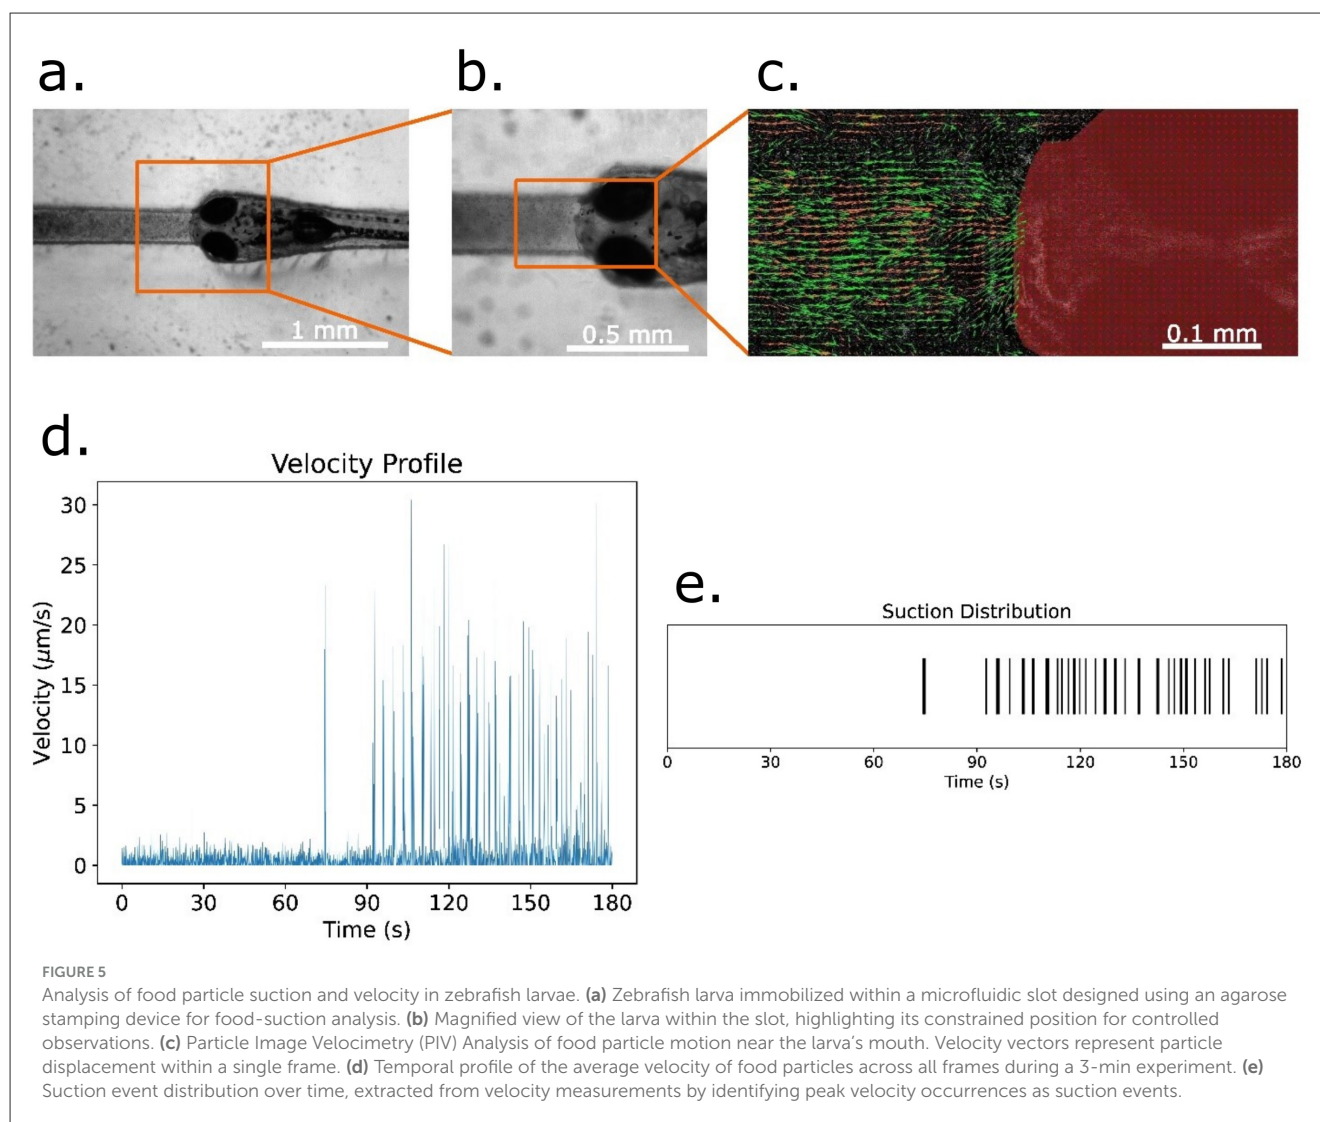 a.
b.
c.
1 mm
0.5 mm
0.1 mm
d.
Velocity Profile
30
25
20
15
10
5
0
Velocity (μm/s)
0 30 60 90 120 150 180
Time (s)
e.
Suction Distribution
0 30 60 90 120 150 180
Time (s)
FIGURE 5
Analysis of food particle suction and velocity in zebrafish larvae. (a) Zebrafish larva immobilized within a microfluidic slot designed using an agarose
stamping device for food-suction analysis. (b) Magnified view of the larva within the slot, highlighting its constrained position for controlled
observations. (c) Particle Image Velocimetry (PIV) Analysis of food particle motion near the larva's mouth. Velocity vectors represent particle
displacement within a single frame. (d) Temporal profile of the average velocity of food particles across all frames during a 3-min experiment. (e)
Suction event distribution over time, extracted from velocity measurements by identifying peak velocity occurrences as suction events.